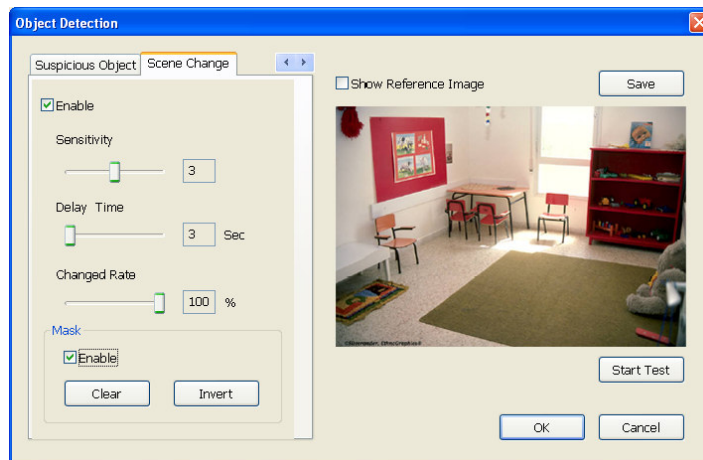 Object Detection
Suspicious Object
Scene Change
Enable
Sensitivity
3
Delay Time
3 Sec
Changed Rate
100 %
Mask
Enable
Clear
Invert
Show Reference Image
Save
Start Test
OK
Cancel